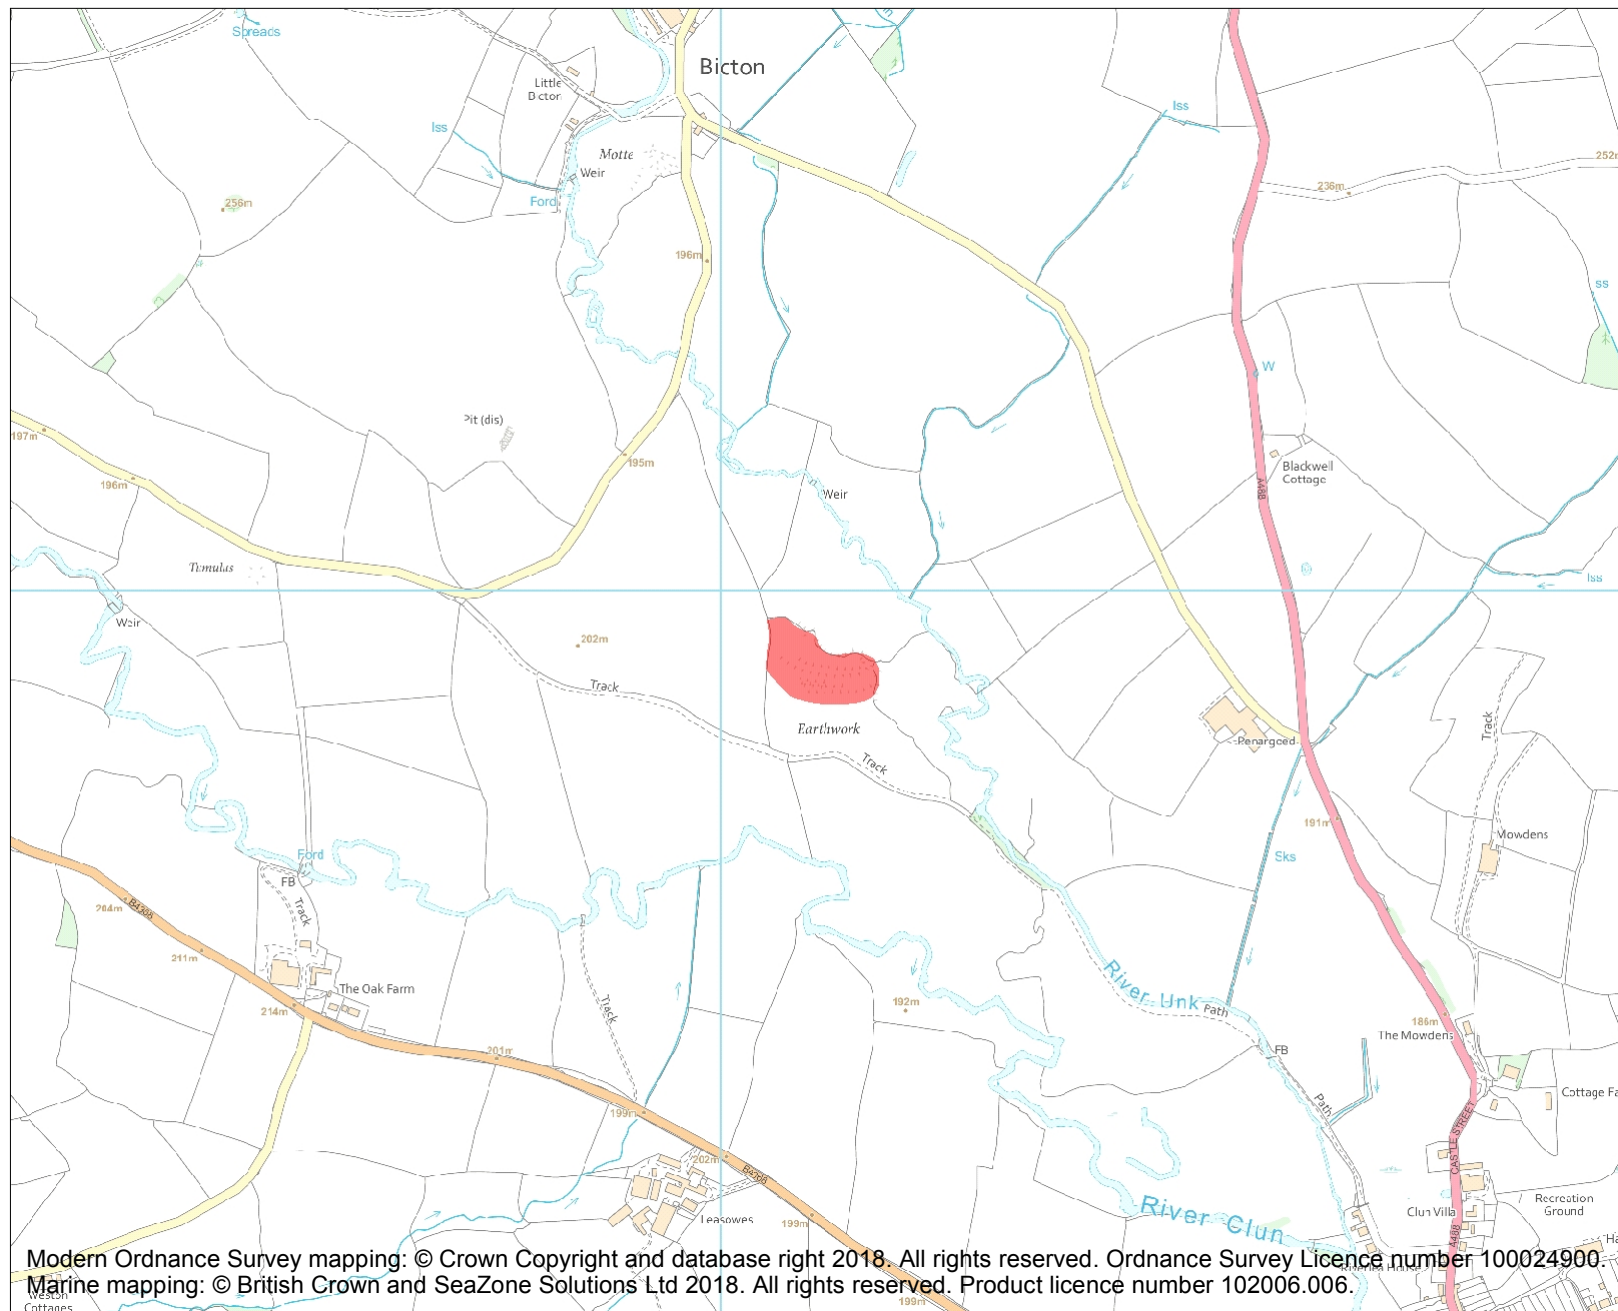 Spreads
Bicton
Little
Bicton
Iss
Iss
Motte
Weir
Ford
252m
236m
256m
196m
Iss
W
Pit (dis)
197m
196m
195m
Weir
Blackwell
Cottage
A488
Tumulus
Iss
Weir
202m
Track
Earthwork
Track
Penargoed
Track
191m
Mowdens
Sks
Ford
FB
Track
204m
B4368
211m
The Oak Farm
214m
Track
192m
River Unk
Path
186m
The Mowdens
FB
201m
Path
Cottage Fa
199m
CASTLE STREET
202m
B4368
Leasowes
199m
River Clun
Clun Villa
Recreation
Ground
A488
Ha
Modern Ordnance Survey mapping: © Crown Copyright and database right 2018. All rights reserved. Ordnance Survey Licence number 100024900.
Marine mapping: © British Crown and SeaZone Solutions Ltd 2018. All rights reserved. Product licence number 102006.006.
Weston
Cottages
199m